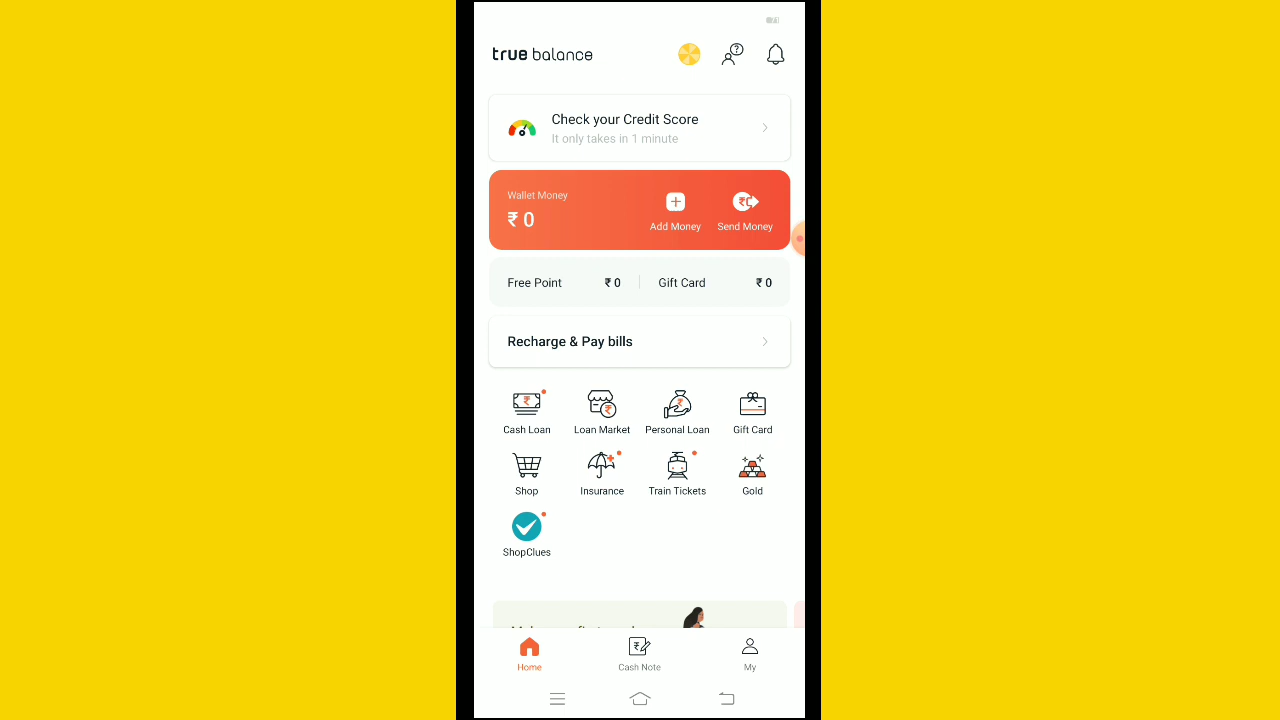 true balance
Check your Credit Score
It only takes in 1 minute
Wallet Money
₹ 0
Add Money
Send Money
Free Point ₹ 0 Gift Card ₹ 0
Recharge & Pay bills
Cash Loan Loan Market Personal Loan Gift Card
Shop Insurance Train Tickets Gold
ShopClues
Home Cash Note My